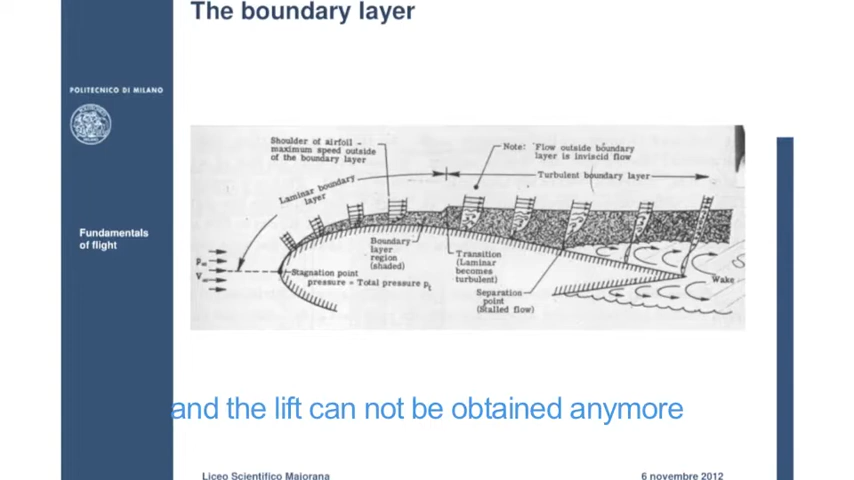 The boundary layer
POLITECNICO DI MILANO
Fundamentals
of flight
Shoulder of airfoil -
maximum speed outside
of the boundary layer
Note: Flow outside boundary
layer is inviscid flow
Laminar boundary
layer
Turbulent boundary layer
Boundary
layer
region
(shaded)
Transition
(Laminar
becomes
turbulent)
p∞
V∞
Stagnation point
pressure = Total pressure pt
Separation
point
(Stalled flow)
Wake
and the lift can not be obtained anymore
Liceo Scientifico Maiorana
6 novembre 2012